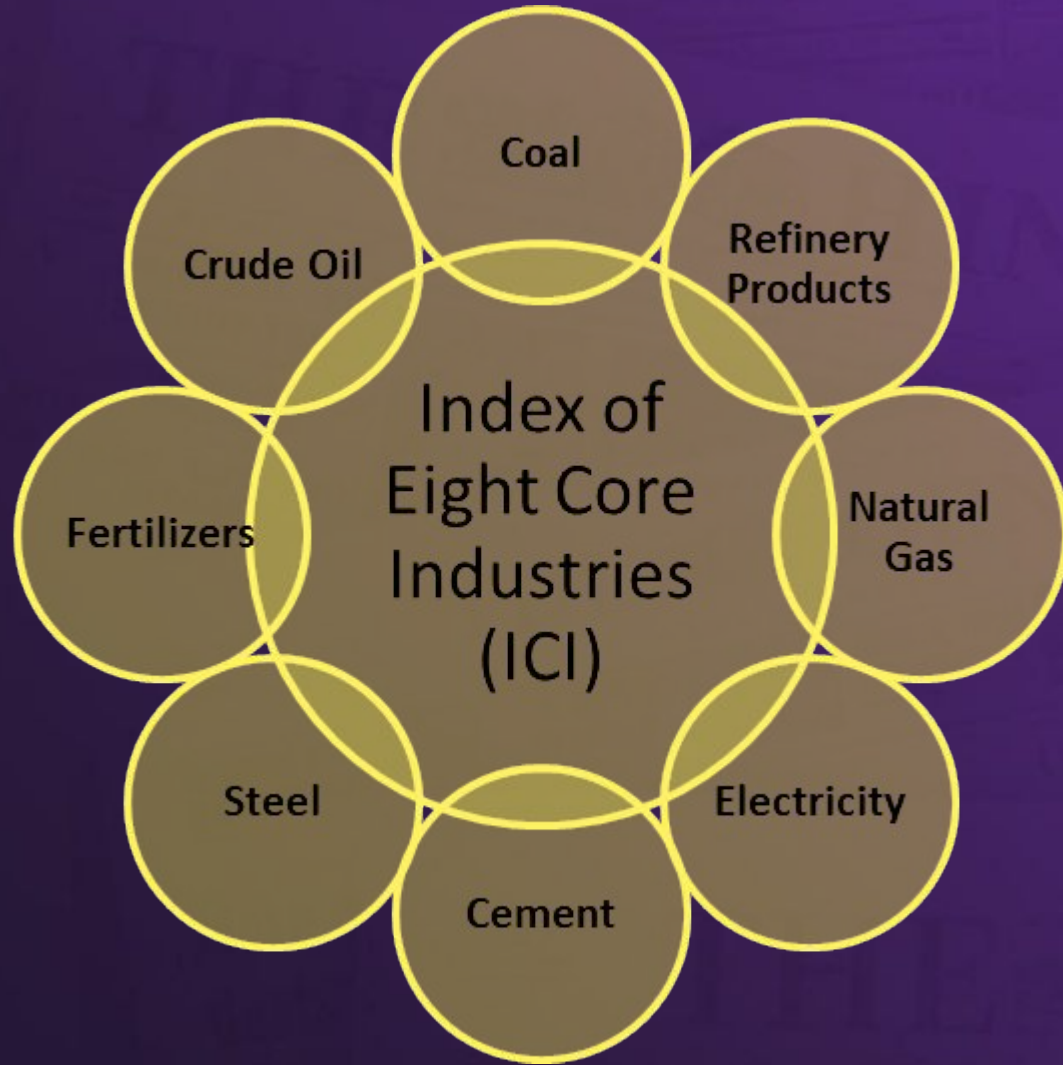 Coal
Refinery
Products
Natural
Gas
Electricity
Cement
Steel
Fertilizers
Crude Oil
Index of
Eight Core
Industries
(ICI)